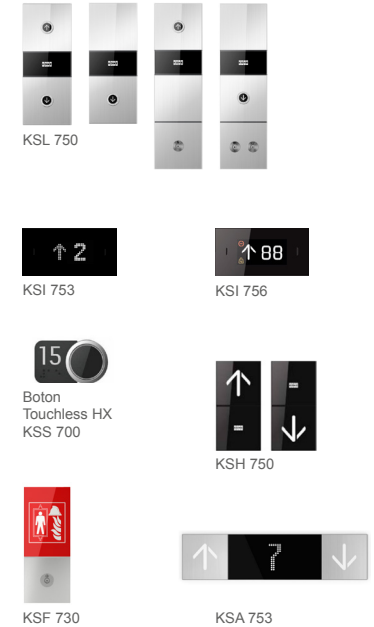 KSL 750
2
88
KSI 753
KSI 756
15
Boton
Touchless HX
KSS 700
KSH 750
7
KSF 730
KSA 753